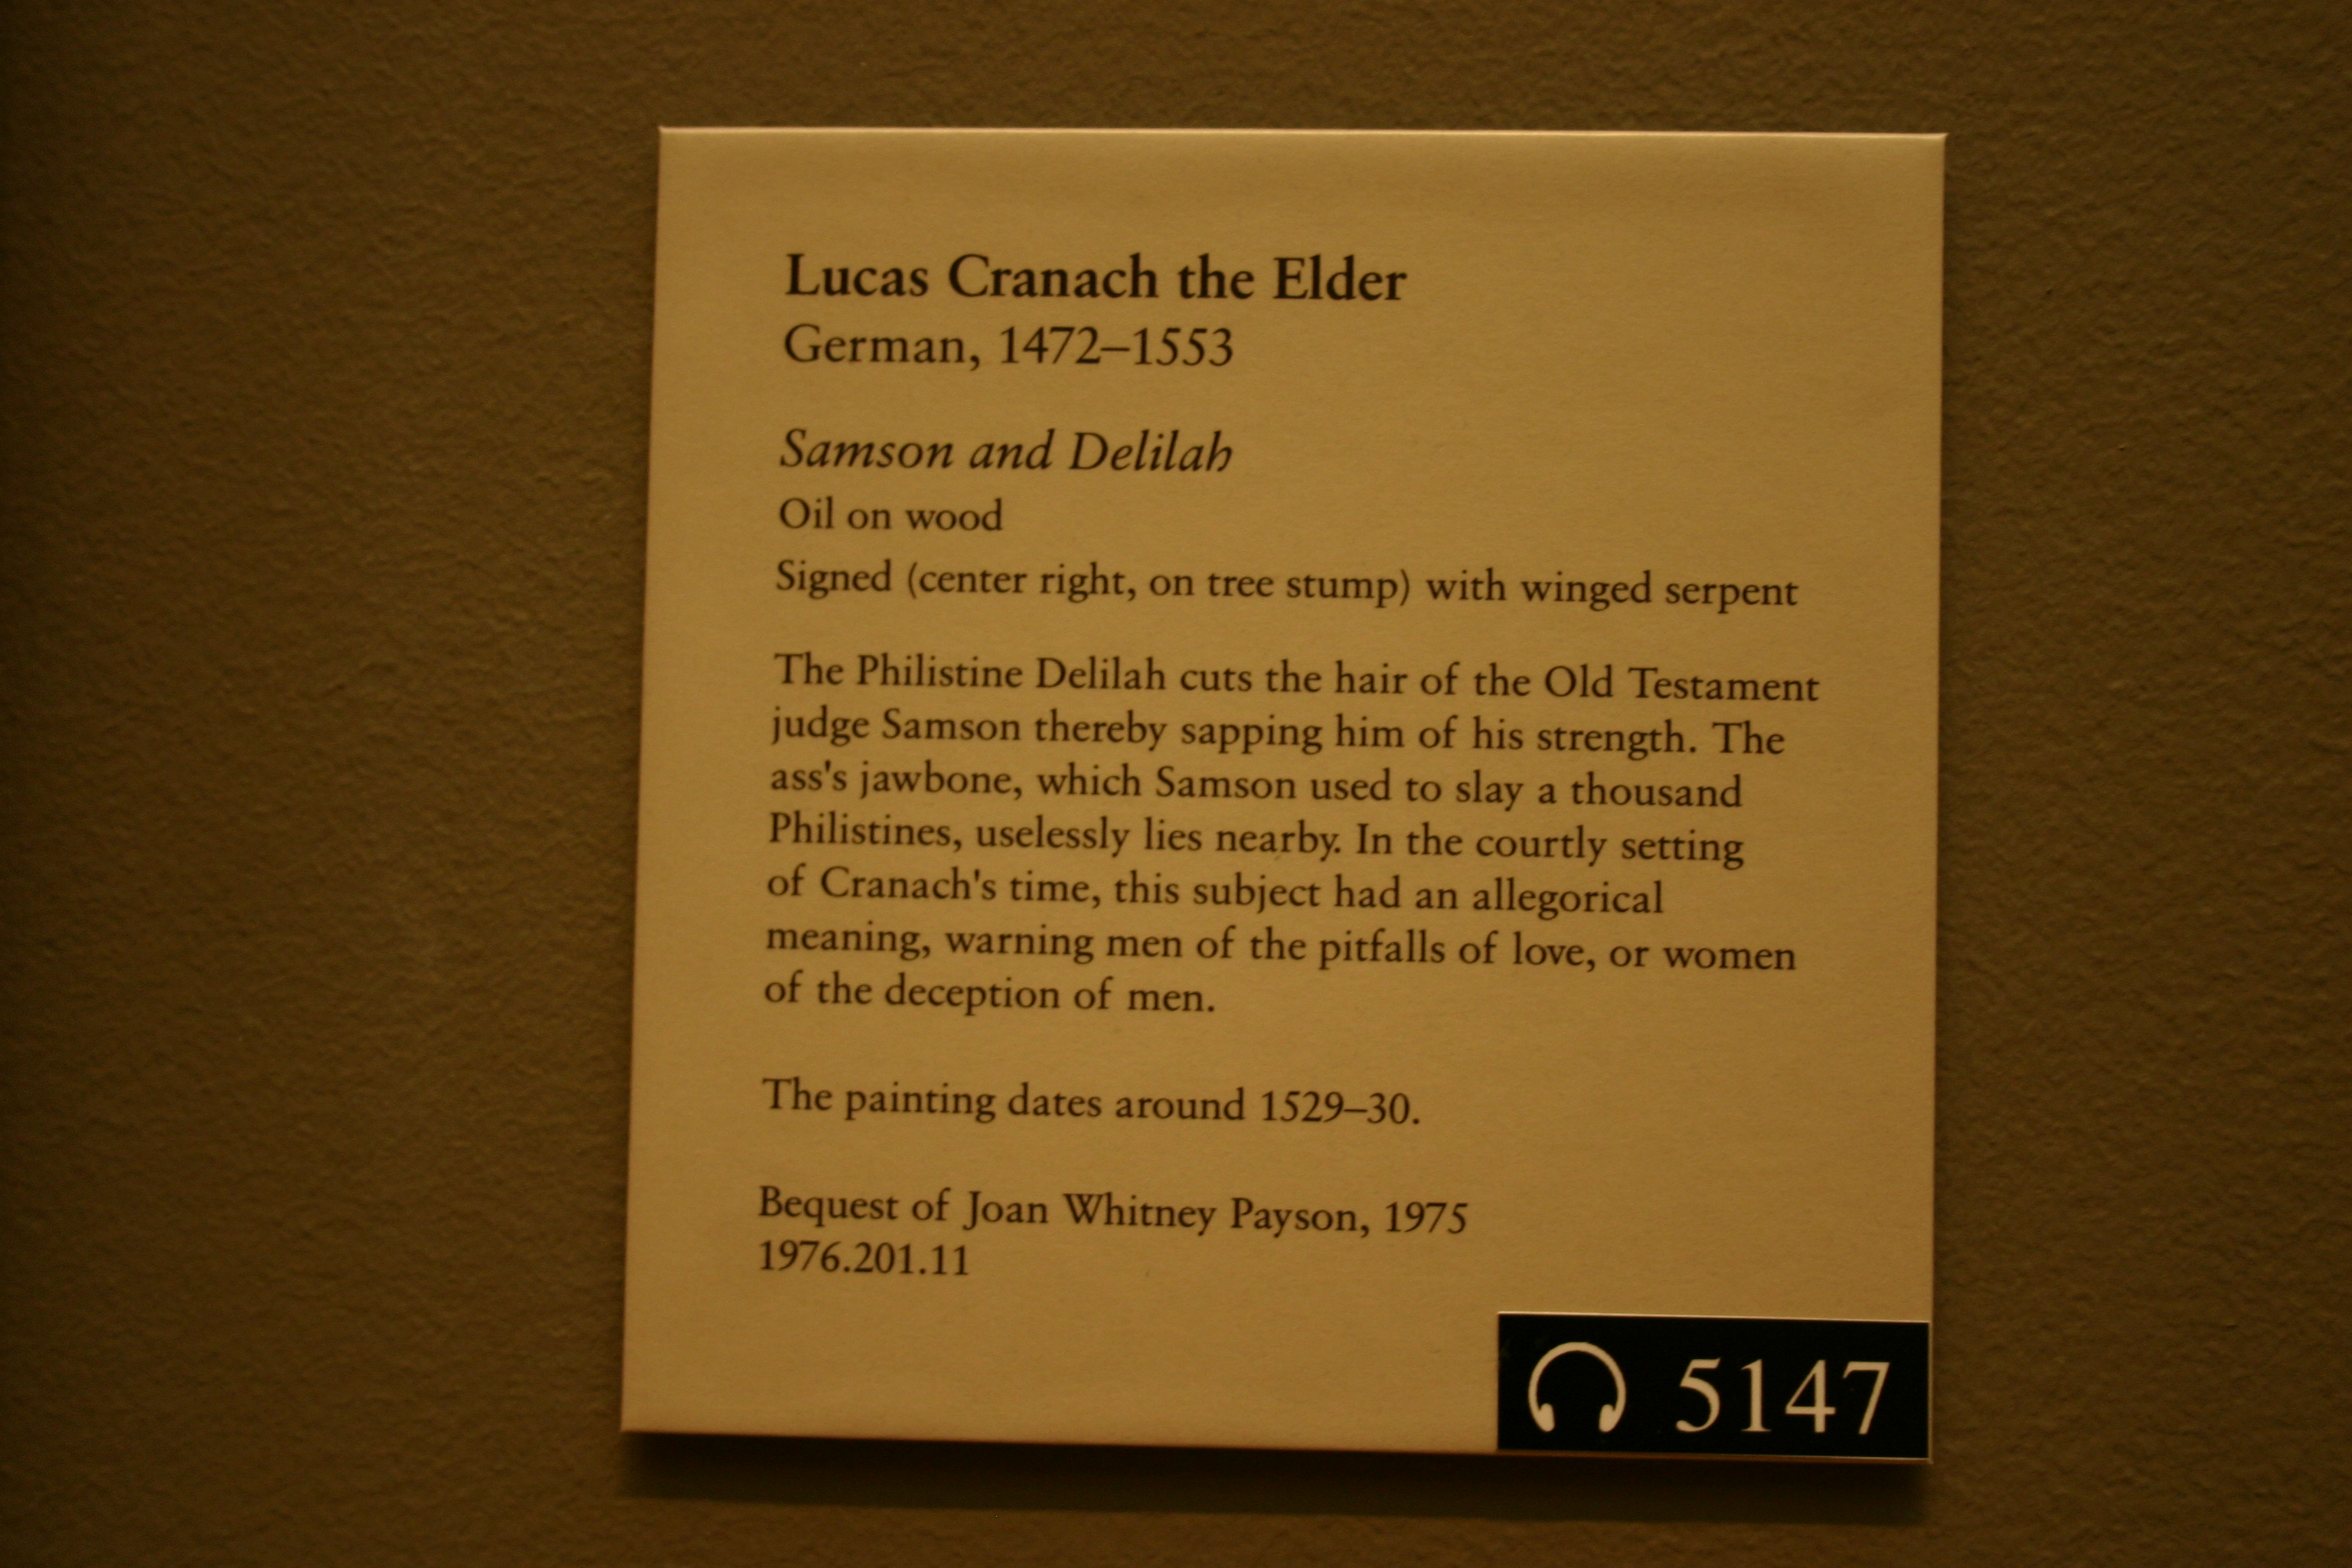 Lucas Cranach the Elder
German, 1472–1553
Samson and Delilah
Oil on wood
Signed (center right, on tree stump) with winged serpent
The Philistine Delilah cuts the hair of the Old Testament
judge Samson thereby sapping him of his strength. The
ass's jawbone, which Samson used to slay a thousand
Philistines, uselessly lies nearby. In the courtly setting
of Cranach's time, this subject had an allegorical
meaning, warning men of the pitfalls of love, or women
of the deception of men.
The painting dates around 1529–30.
Bequest of Joan Whitney Payson, 1975
1976.201.11
5147